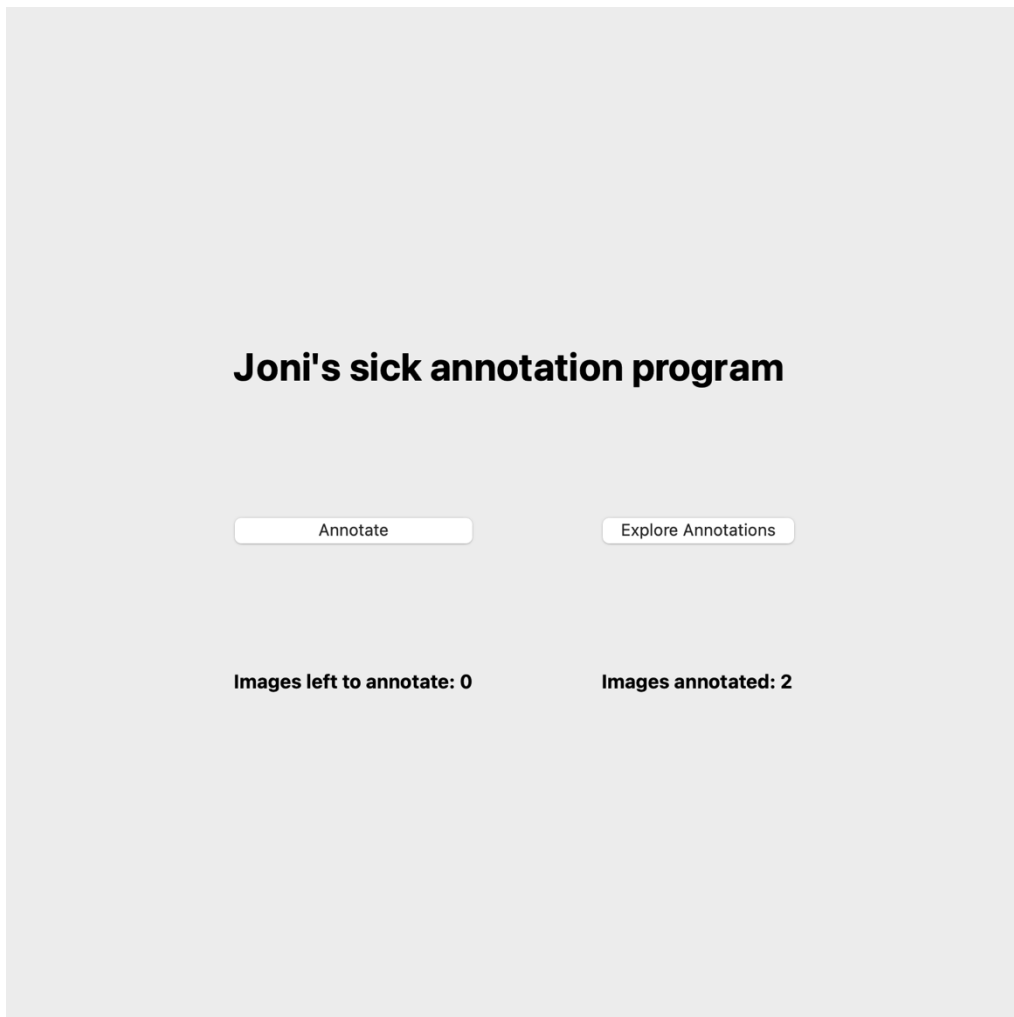 Joni's sick annotation program
Annotate
Explore Annotations
Images left to annotate: 0
Images annotated: 2